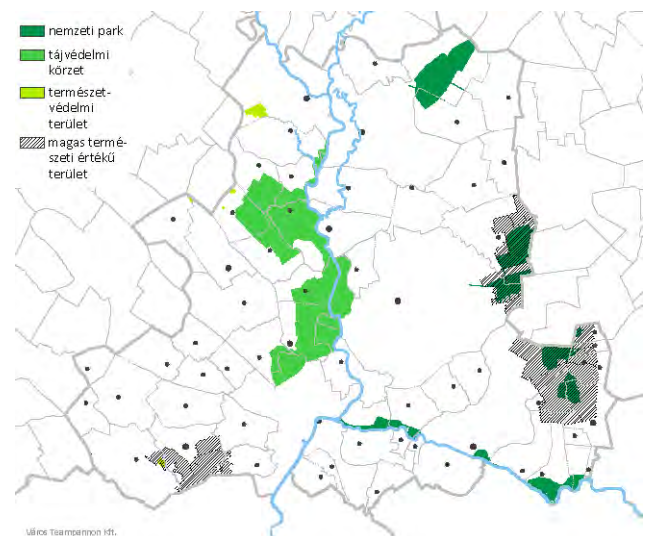 nemzeti park
tájvédelmi
körzet
természet-
védelmi
terület
magas termé-
szeti értékű
terület
Város Teampannon Kft.